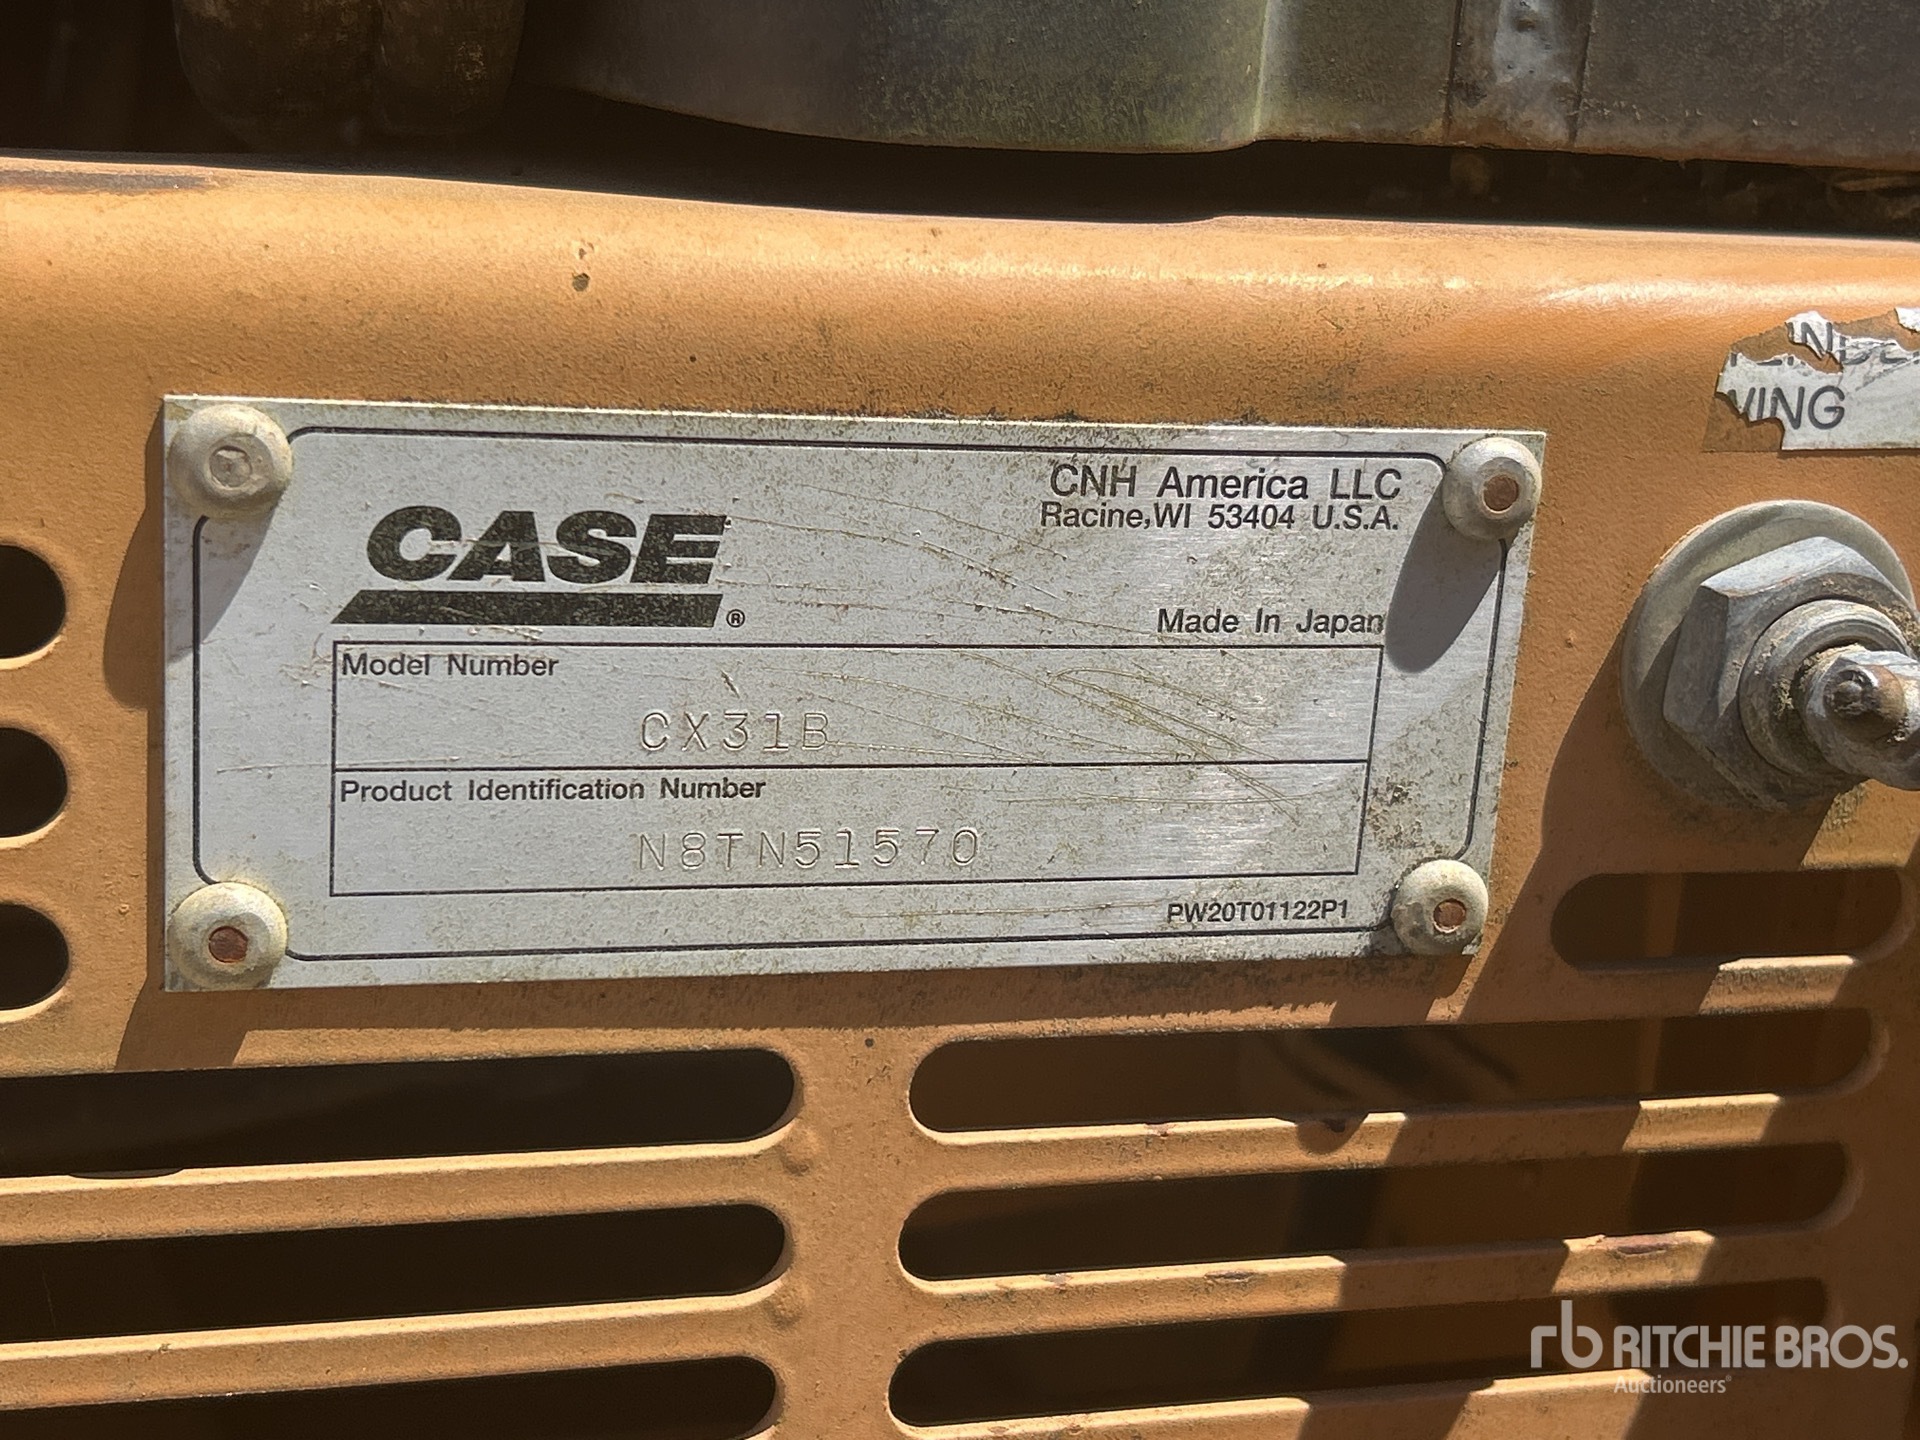 CNH America LLC
Racine, WI 53404 U.S.A.
CASE
®
Made In Japan
Model Number
CX31B
Product Identification Number
N8TN51570
PW20T01122P1
VING
rb RITCHIE BROS.
Auctioneers®